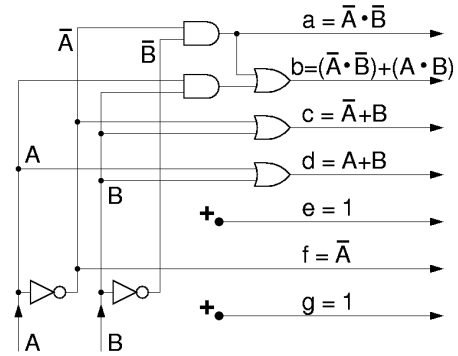 a = A̅•B̅
A̅
B̅
b=(A̅•B̅)+(A•B)
c = A̅+B
A
d = A+B
B
+
e = 1
f = A̅
+
g = 1
A
B